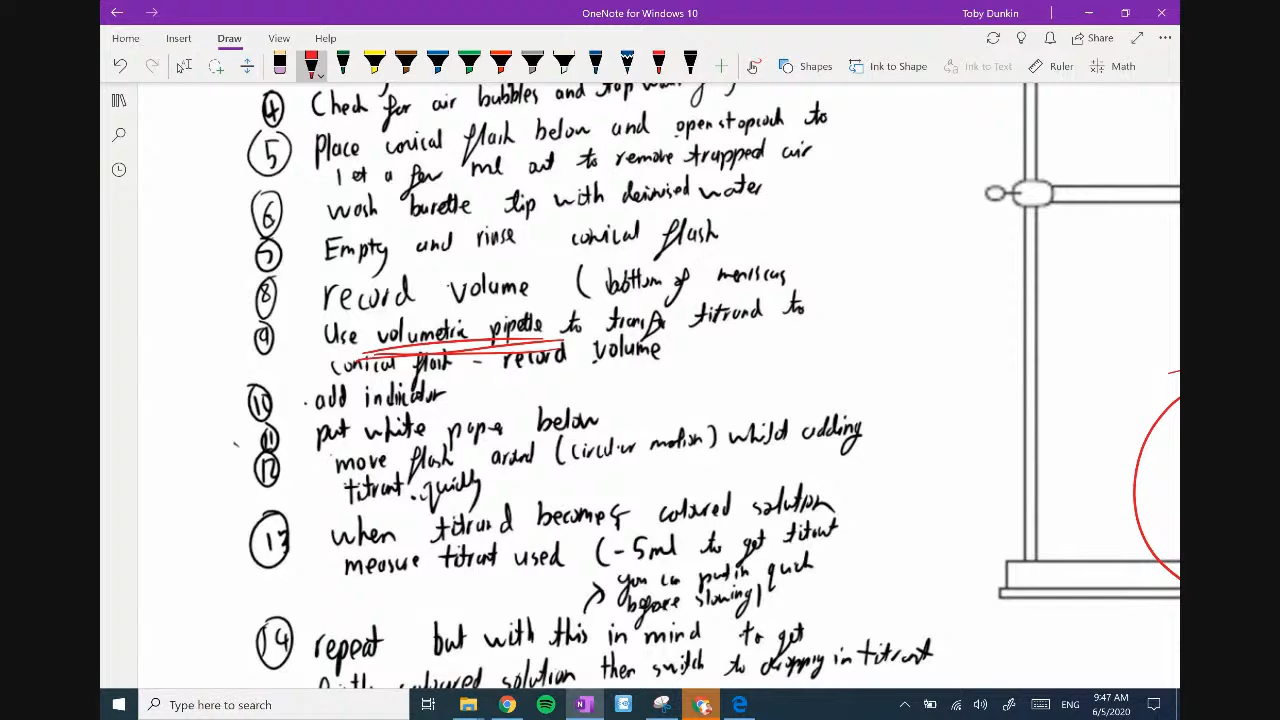 OneNote for Windows 10
Toby Dunkin
Home Insert Draw View Help
Share
Shapes Ink to Shape Ink to Text Ruler Math
4 Check for air bubbles and
5 Place conical flask below and open stopcock to
let a few ml out to remove trapped air
6 wash burette tip with deionised water
7 Empty and rinse conical flask
8 record volume (bottom of meniscus
9 Use volumetric pipette to transfer titrand to
conical flask - record volume
10 add indicator
11 put white paper below
12 move flask around (circular motion) whilst adding
titrant quickly
13 when titrand becomes coloured solution
measure titrant used (-5ml to get titrant
you can put in quick
before slowing)
14 repeat but with this in mind to get
coloured solution then switch to dropping in titrant
Type here to search
9:47 AM
6/5/2020